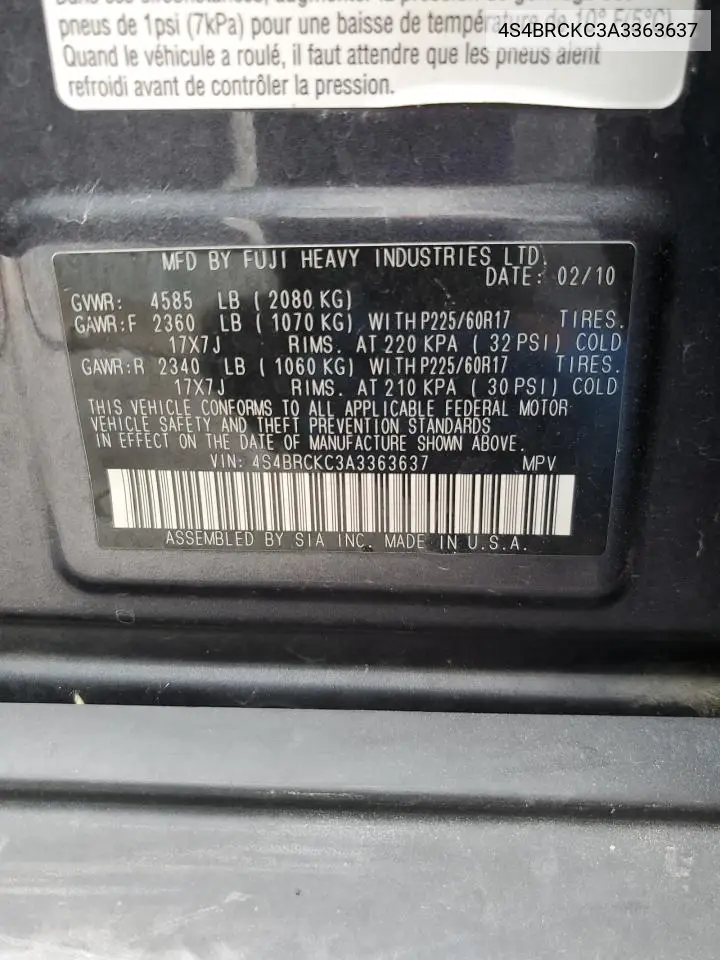 pneus de 1psi (7kPa) pour une baisse de température de 10° F(5°C).
4S4BRCKC3A3363637
Quand le véhicule a roulé, il faut attendre que les pneus aient
refroidi avant de contrôler la pression.
MFD BY FUJI HEAVY INDUSTRIES LTD.
DATE: 02/10
GVWR: 4585 LB (2080 KG)
GAWR:F 2360 LB (1070 KG) WITH P225/60R17 TIRES.
17X7J RIMS. AT 220 KPA (32 PSI) COLD
GAWR:R 2340 LB (1060 KG) WITH P225/60R17 TIRES.
17X7J RIMS. AT 210 KPA (30 PSI) COLD
THIS VEHICLE CONFORMS TO ALL APPLICABLE FEDERAL MOTOR
VEHICLE SAFETY AND THEFT PREVENTION STANDARDS
IN EFFECT ON THE DATE OF MANUFACTURE SHOWN ABOVE.
VIN: 4S4BRCKC3A3363637 MPV
ASSEMBLED BY SIA INC. MADE IN U.S.A.